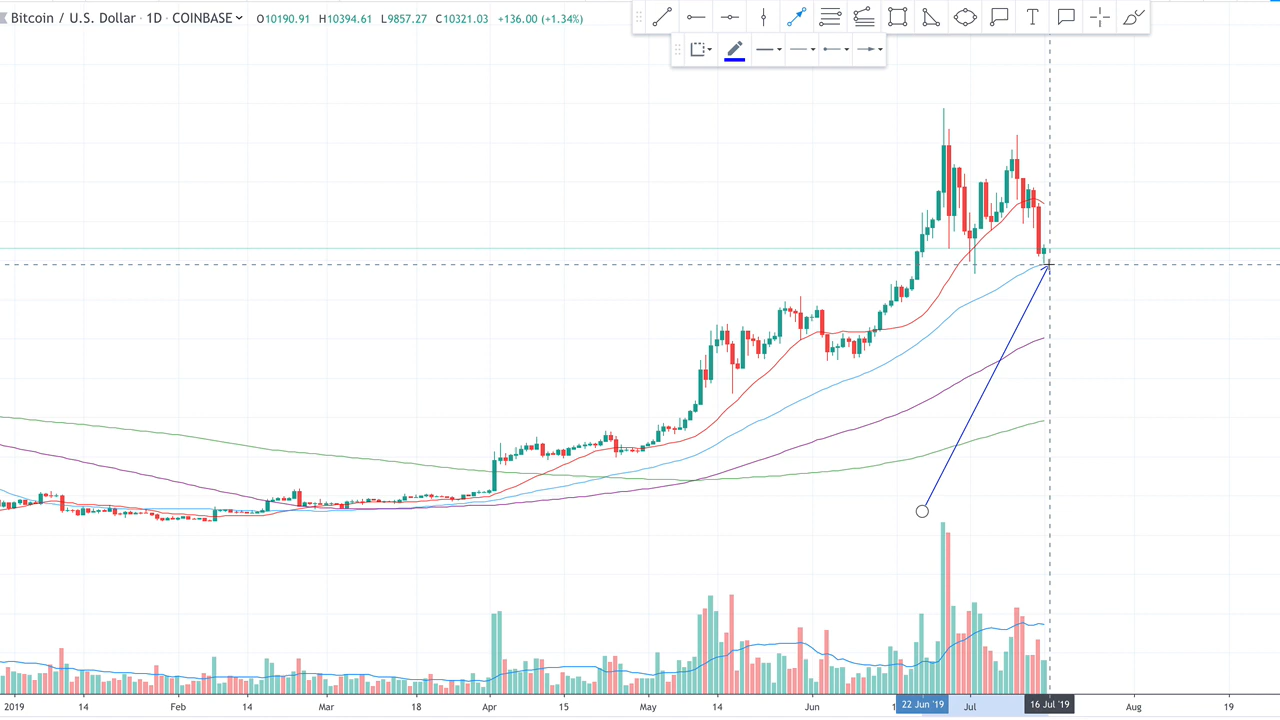 Bitcoin / U.S. Dollar · 1D · COINBASE O10190.91 H10394.61 L9857.27 C10321.03 +136.00 (+1.34%)
T
2019 14 Feb 14 Mar 18 Apr 15 May 14 Jun 22 Jun '19 Jul 16 Jul '19 Aug 19